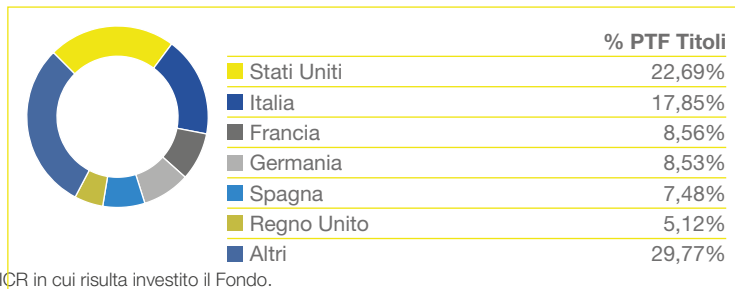 % PTF Titoli
Stati Uniti 22,69%
Italia 17,85%
Francia 8,56%
Germania 8,53%
Spagna 7,48%
Regno Unito 5,12%
Altri 29,77%
ICR in cui risulta investito il Fondo.